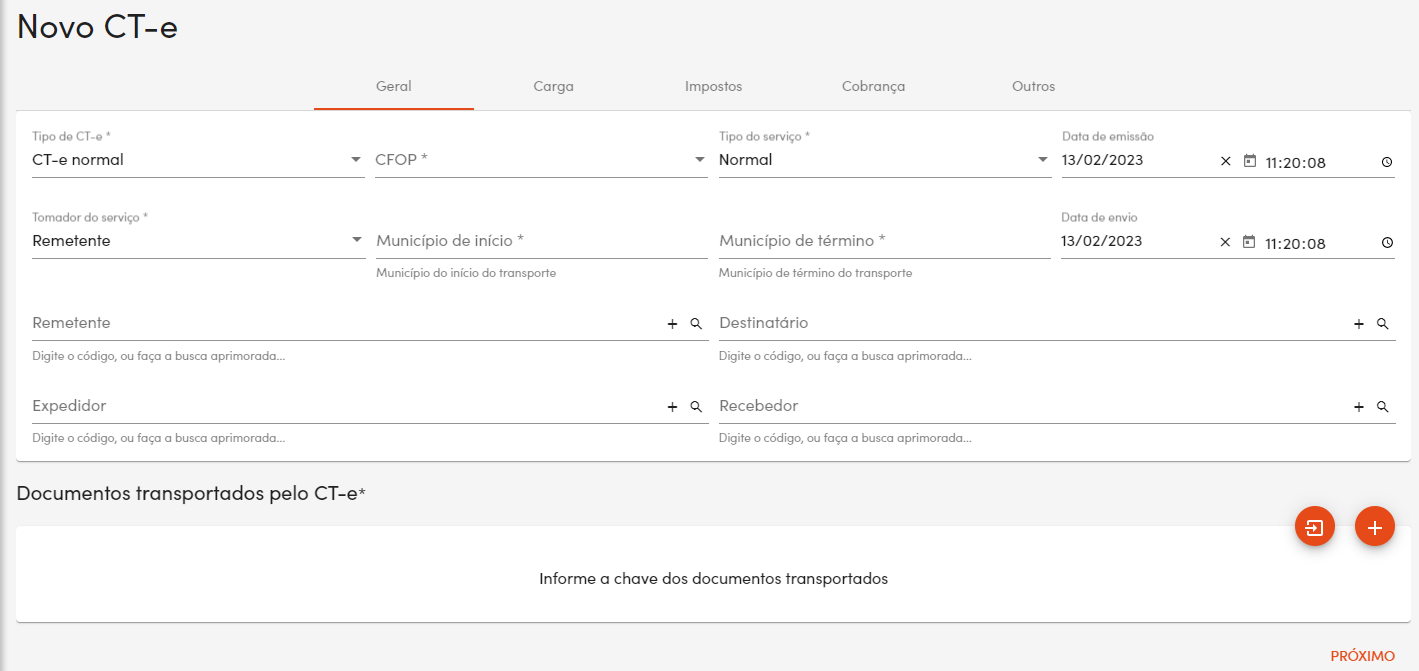 Novo CT-e
Geral Carga Impostos Cobrança Outros
Tipo de CT-e * Tipo do serviço * Data de emissão
CT-e normal CFOP * Normal 13/02/2023 11:20:08
Tomador do serviço * Data de envio
Remetente Município de início * Município de término * 13/02/2023 11:20:08
Município do início do transporte Município de término do transporte
Remetente Destinatário
Digite o código, ou faça a busca aprimorada... Digite o código, ou faça a busca aprimorada...
Expedidor Recebedor
Digite o código, ou faça a busca aprimorada... Digite o código, ou faça a busca aprimorada...
Documentos transportados pelo CT-e*
Informe a chave dos documentos transportados
PRÓXIMO